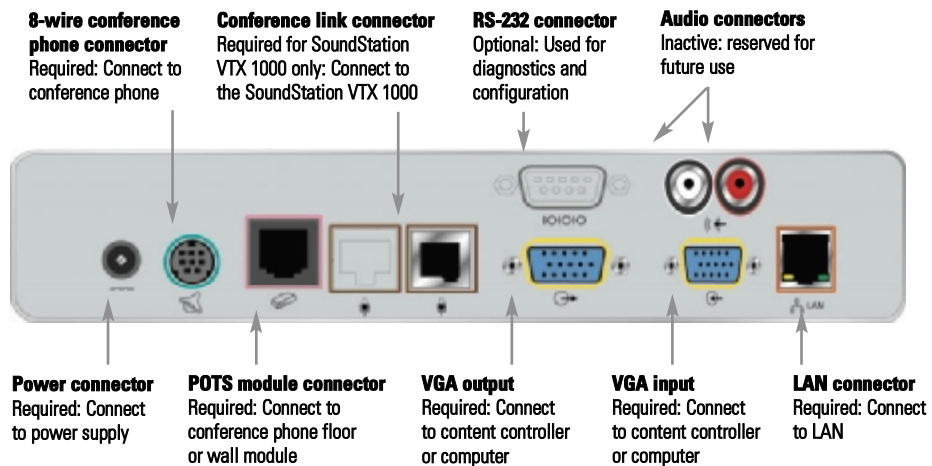 8-wire conference
phone connector
Required: Connect to
conference phone
Conference link connector
Required for SoundStation
VTX 1000 only: Connect to
the SoundStation VTX 1000
RS-232 connector
Optional: Used for
diagnostics and
configuration
Audio connectors
Inactive: reserved for
future use
IOIOIO
LAN
Power connector
Required: Connect
to power supply
POTS module connector
Required: Connect to
conference phone floor
or wall module
VGA output
Required: Connect
to content controller
or computer
VGA input
Required: Connect
to content controller
or computer
LAN connector
Required: Connect
to LAN